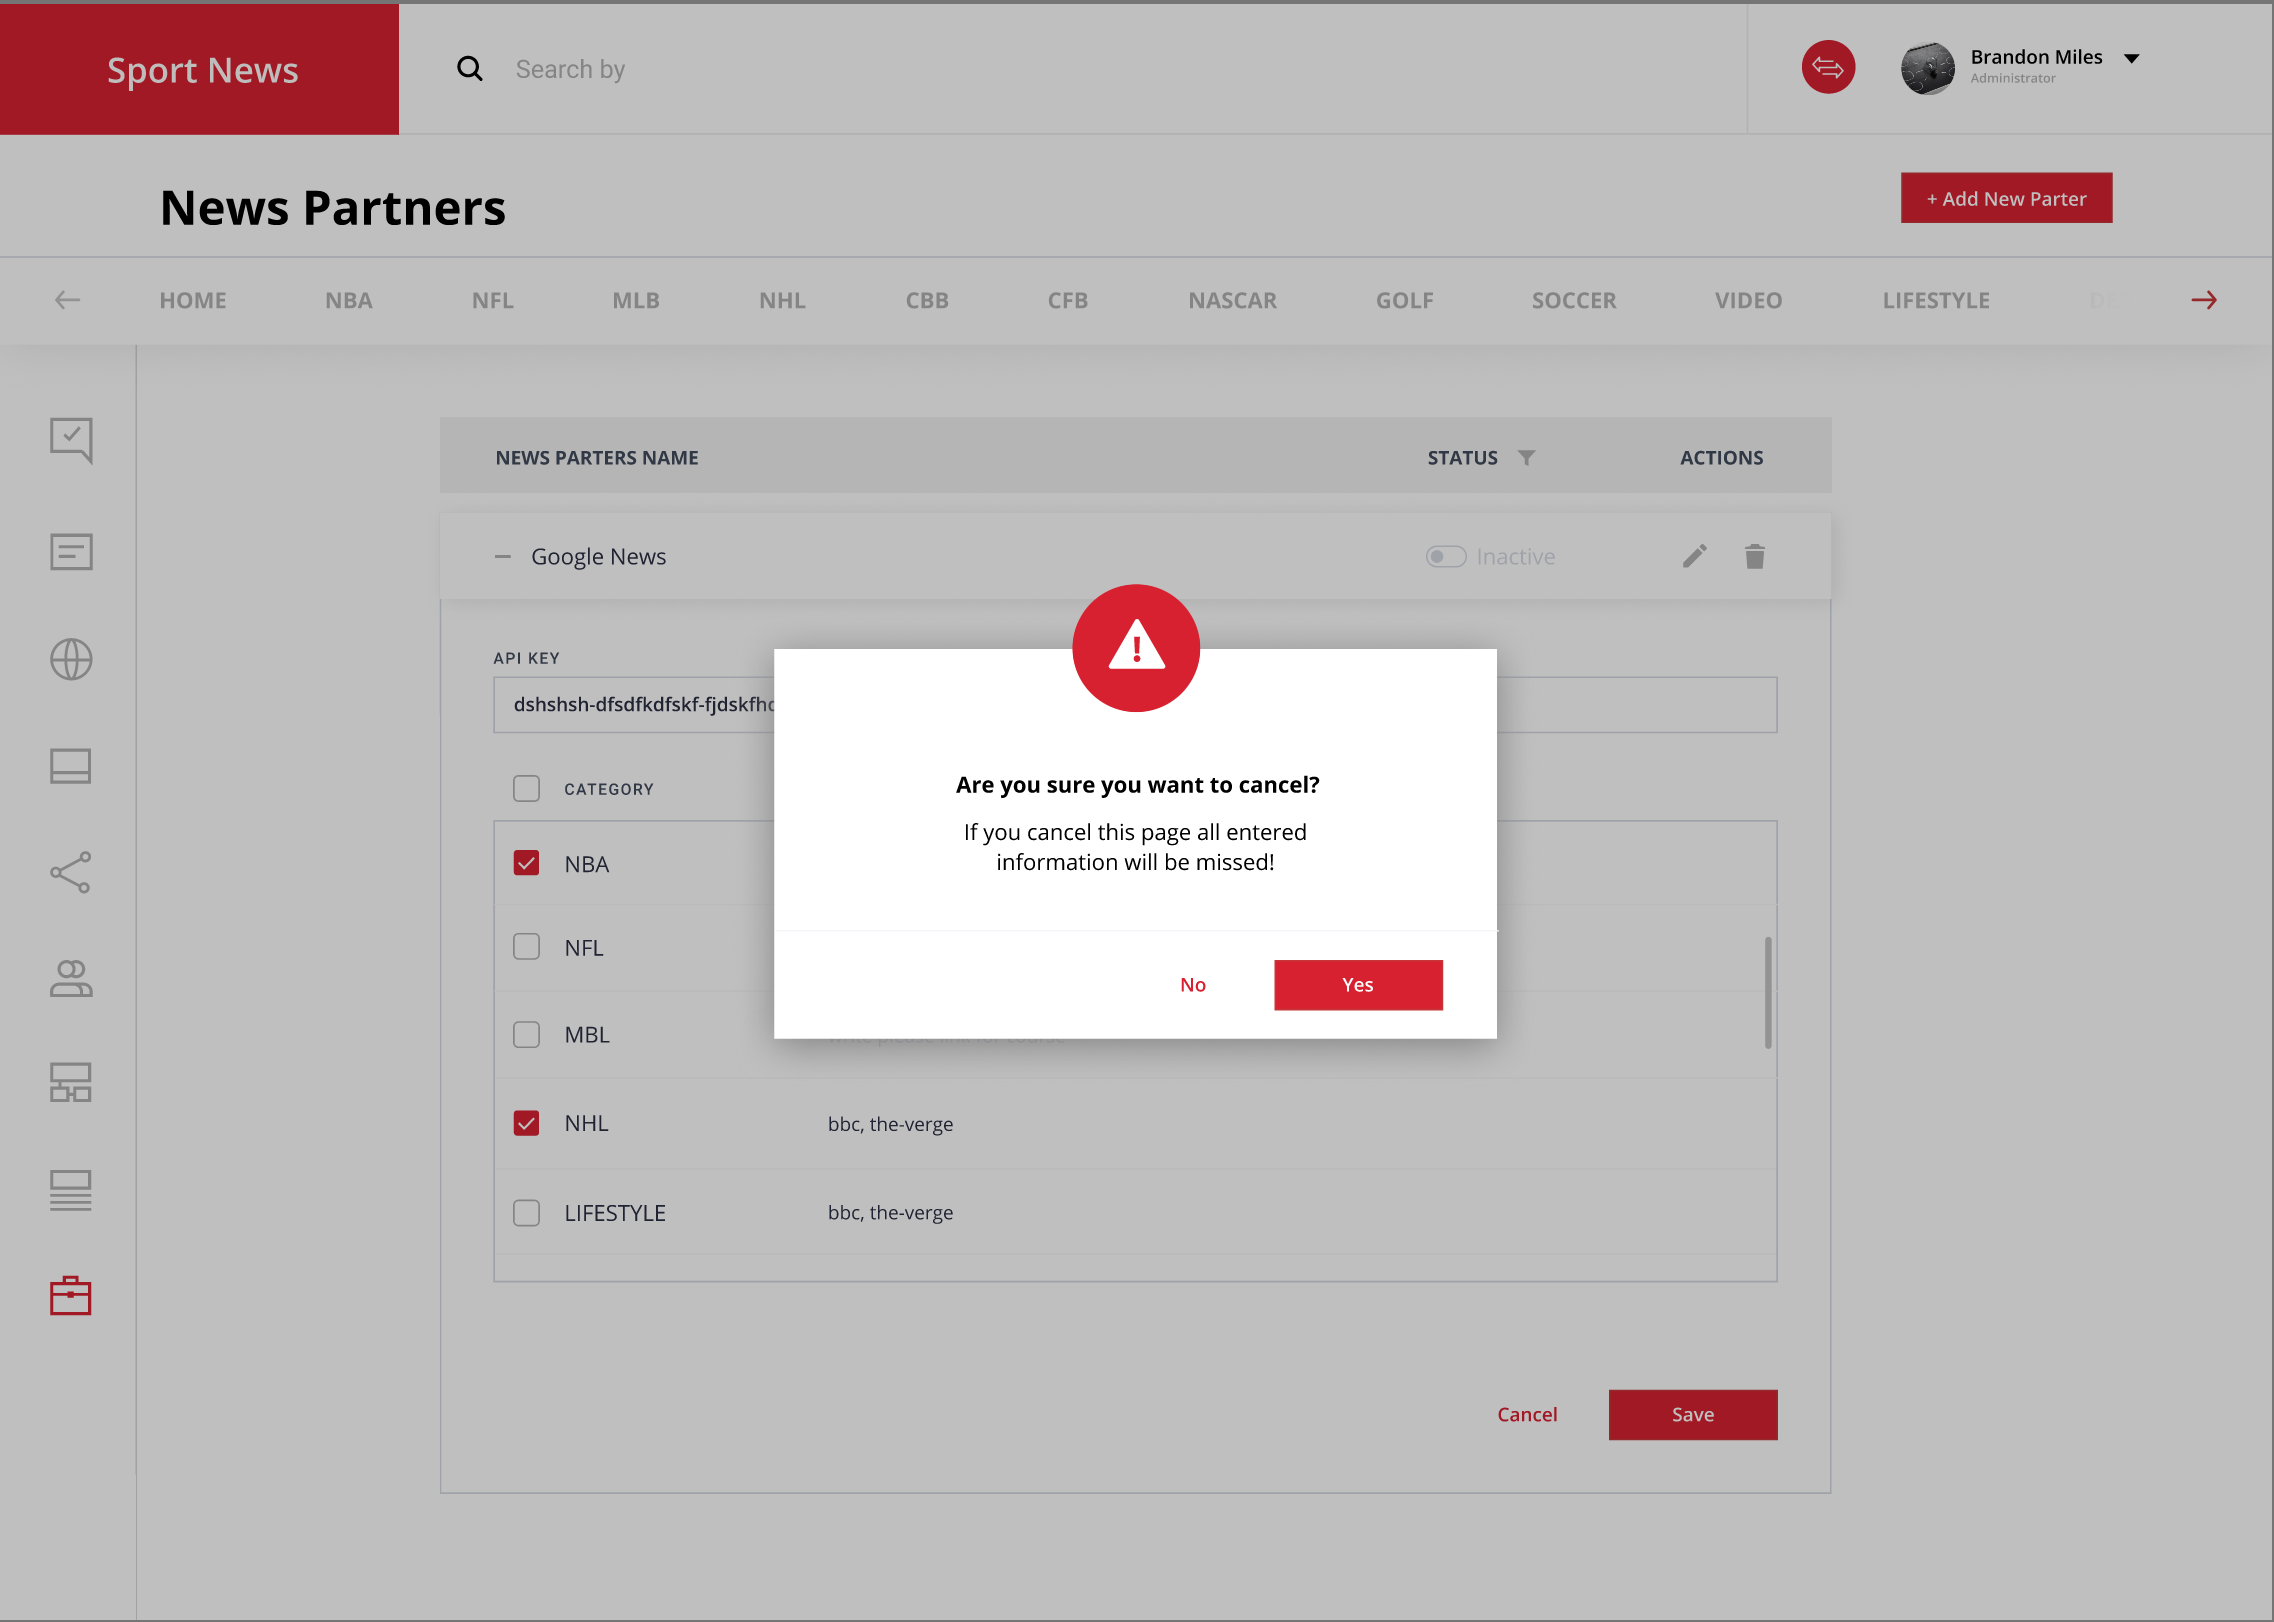 Sport News
Search by
Brandon Miles
Administrator
News Partners
+ Add New Parter
HOME NBA NFL MLB NHL CBB CFB NASCAR GOLF SOCCER VIDEO LIFESTYLE
NEWS PARTERS NAME STATUS ACTIONS
Google News Inactive
API KEY
dshshsh-dfsdfkdfskf-fjdskfh
CATEGORY
NBA
NFL
MBL
NHL bbc, the-verge
LIFESTYLE bbc, the-verge
Are you sure you want to cancel?
If you cancel this page all entered
information will be missed!
No Yes
Cancel Save